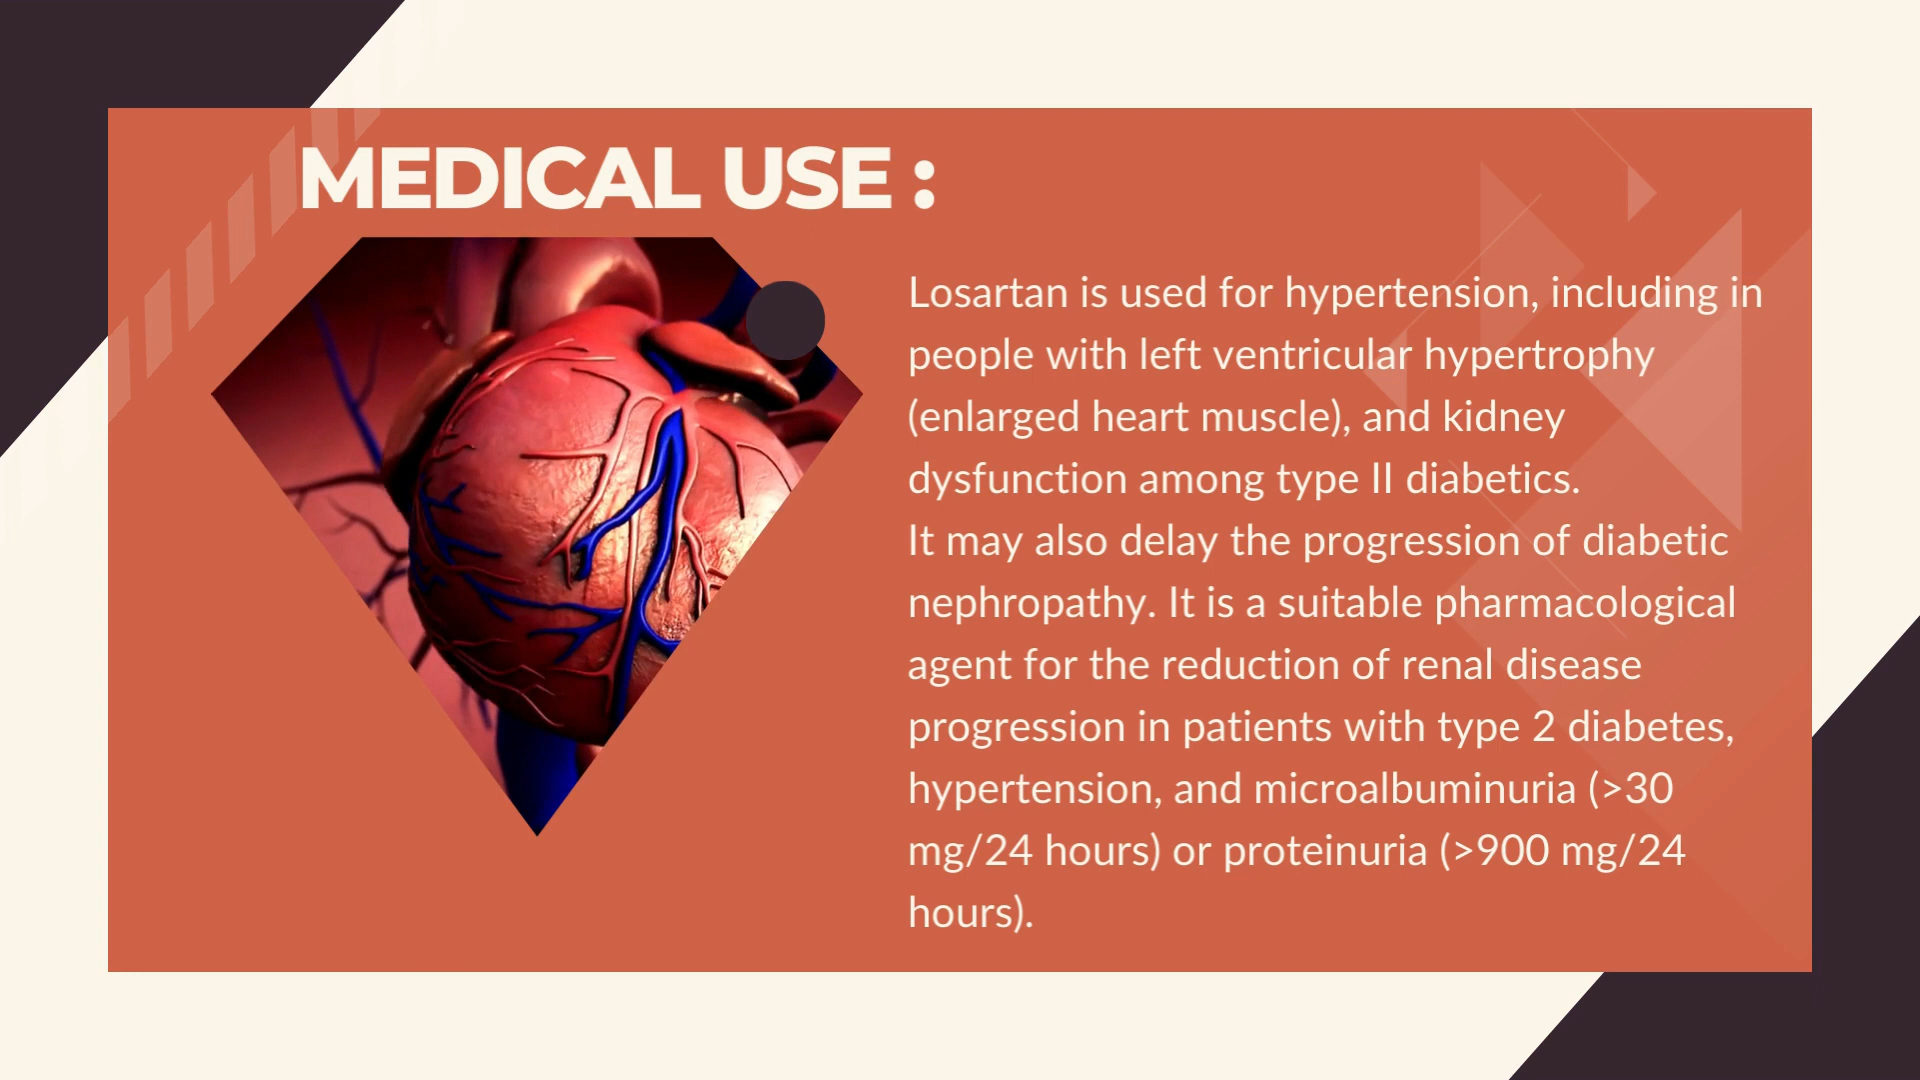 MEDICAL USE :
Losartan is used for hypertension, including in
people with left ventricular hypertrophy
(enlarged heart muscle), and kidney
dysfunction among type II diabetics.
It may also delay the progression of diabetic
nephropathy. It is a suitable pharmacological
agent for the reduction of renal disease
progression in patients with type 2 diabetes,
hypertension, and microalbuminuria (>30
mg/24 hours) or proteinuria (>900 mg/24
hours).